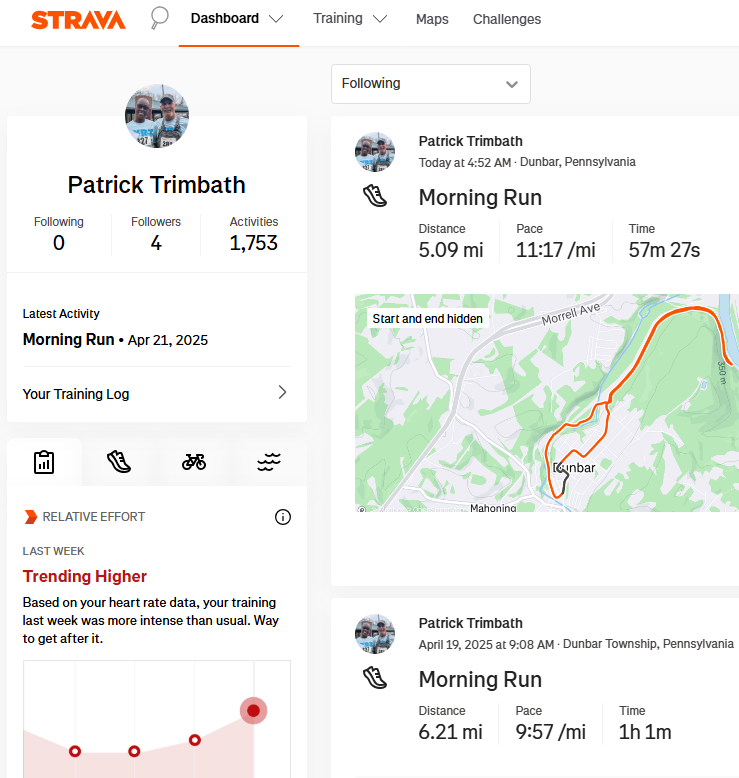 STRAVA
Dashboard
Training
Maps
Challenges
Patrick Trimbath
Following
Followers
Activities
0
4
1,753
Latest Activity
Morning Run • Apr 21, 2025
Your Training Log
RELATIVE EFFORT
LAST WEEK
Trending Higher
Based on your heart rate data, your training
last week was more intense than usual. Way
to get after it.
Following
Patrick Trimbath
Today at 4:52 AM · Dunbar, Pennsylvania
Morning Run
Distance
Pace
Time
5.09 mi
11:17 /mi
57m 27s
Start and end hidden
Morrell Ave
350 m
Dunbar
Mahoning
Patrick Trimbath
April 19, 2025 at 9:08 AM · Dunbar Township, Pennsylvania
Morning Run
Distance
Pace
Time
6.21 mi
9:57 /mi
1h 1m